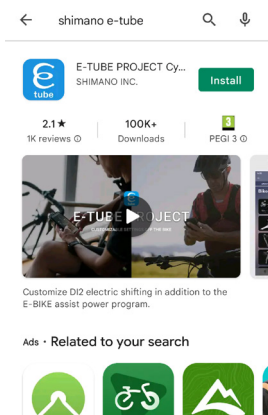 shimano e-tube
E-TUBE PROJECT Cy...
SHIMANO INC.
Install
tube
2.1★
1K reviews
100K+
Downloads
3
PEGI 3
E-TUBE PROJECT
Customize DI2 electric shifting in addition to the
E-BIKE assist power program.
Ads • Related to your search